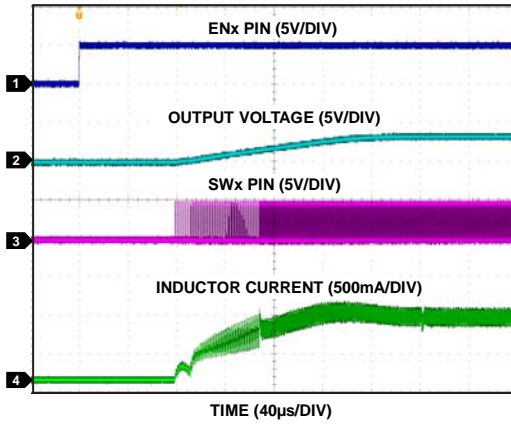 ENx PIN (5V/DIV)
1
OUTPUT VOLTAGE (5V/DIV)
2
SWx PIN (5V/DIV)
3
INDUCTOR CURRENT (500mA/DIV)
4
TIME (40µs/DIV)